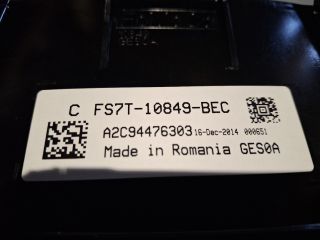 C FS7T-10849-BEC
A2C94476303 16-Dec-2014 000651
Made in Romania GES0A